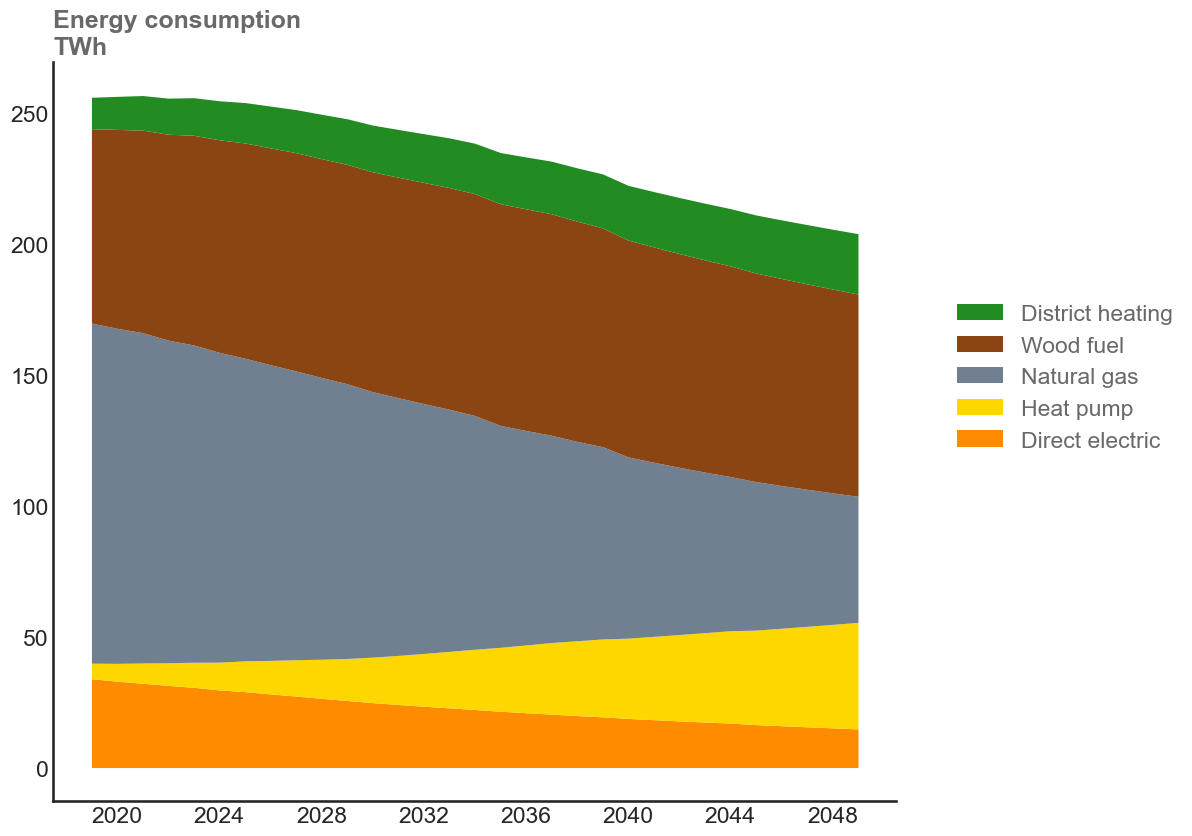 Energy consumption
TWh
250
200
150
100
50
0
2020 2024 2028 2032 2036 2040 2044 2048
District heating
Wood fuel
Natural gas
Heat pump
Direct electric